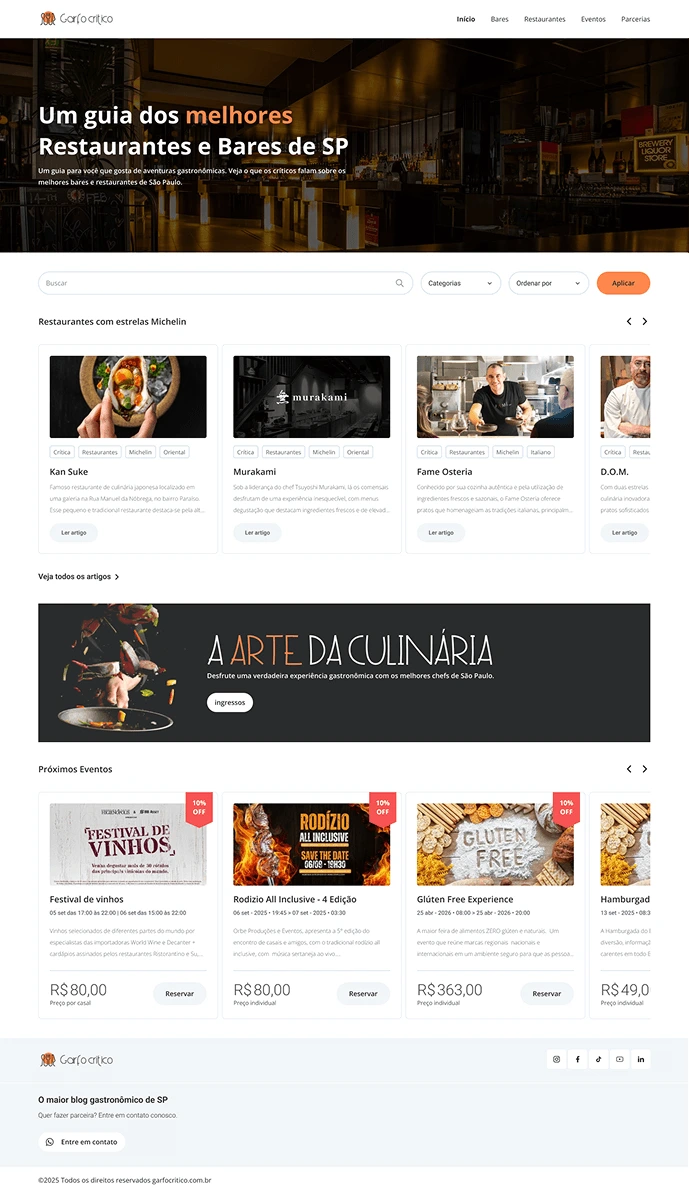 Garfo crítico
Início Bares Restaurantes Eventos Parcerias
Um guia dos melhores
Restaurantes e Bares de SP
Um guia para você que gosta de aventuras gastronômicas. Veja o que os críticos falam sobre os
melhores bares e restaurantes de São Paulo.
BREWERY
LIQUOR
STORE
Buscar
Categorias
Ordenar por
Aplicar
Restaurantes com estrelas Michelin
Crítica Restaurantes Michelin Oriental
Kan Suke
Famoso restaurante de culinária japonesa localizado em
uma galeria na Rua Manuel da Nóbrega, no bairro Paraíso.
Esse pequeno e tradicional restaurante destaca-se pela alt...
Ler artigo
murakami
Crítica Restaurantes Michelin Oriental
Murakami
Sob a liderança do chef Tsuyoshi Murakami, lá os comensais
desfrutam de uma experiência inesquecível, com menus
degustação que destacam ingredientes frescos e de elevad...
Ler artigo
Crítica Restaurantes Michelin Italiano
Fame Osteria
Conhecido por sua cozinha autêntica e pela utilização de
ingredientes frescos e sazonais, o Fame Osteria oferece
pratos que homenageiam as tradições italianas, principalm...
Ler artigo
Crítica Restau
D.O.M.
Com duas estrelas
culinária inovadora
pratos sofisticados
Ler artigo
Veja todos os artigos
A ARTE DA CULINÁRIA
Desfrute uma verdadeira experiência gastronômica com os melhores chefs de São Paulo.
ingressos
Próximos Eventos
10%
OFF
FESTIVAL DE
VINHOS
Venha degustar mais de 30 rótulos
das principais vinícolas do mundo.
Festival de vinhos
05 set das 17:00 às 22:00 | 06 set das 15:00 às 22:00
Vinhos selecionados de diferentes partes do mundo por
especialistas das importadoras World Wine e Decanter +
cardápios assinados pelos restaurantes Ristorantino e Su...
R$80,00
Preço por casal
Reservar
10%
OFF
RODÍZIO
ALL INCLUSIVE
SAVE THE DATE
06/09 - 19H30
Rodizio All Inclusive - 4 Edição
06 set - 2025 • 19:45 > 07 set - 2025 • 03:30
Orbe Produções e Eventos, apresenta a 5ª edição do
encontro de casais e amigos, com o tradicional rodízio all
inclusive, com música sertaneja ao vivo...
R$80,00
Preço individual
Reservar
10%
OFF
GLUTEN
FREE
Glúten Free Experience
25 abr - 2026 • 08:00 > 25 abr - 2026 • 20:00
A maior feira de alimentos ZERO glúten e naturais. Um
evento que reúne marcas regionais nacionais e
internacionais em um ambiente seguro para que as pessoa...
R$363,00
Preço individual
Reservar
Hamburgad
13 set - 2025 • 08:3
A Hamburgada do B
diversão, informaçã
carentes em todo E
R$49,0
Preço individual
Garfo crítico
O maior blog gastronômico de SP
Quer fazer parceira? Entre em contato conosco.
Entre em contato
©2025 Todos os direitos reservados garfocritico.com.br